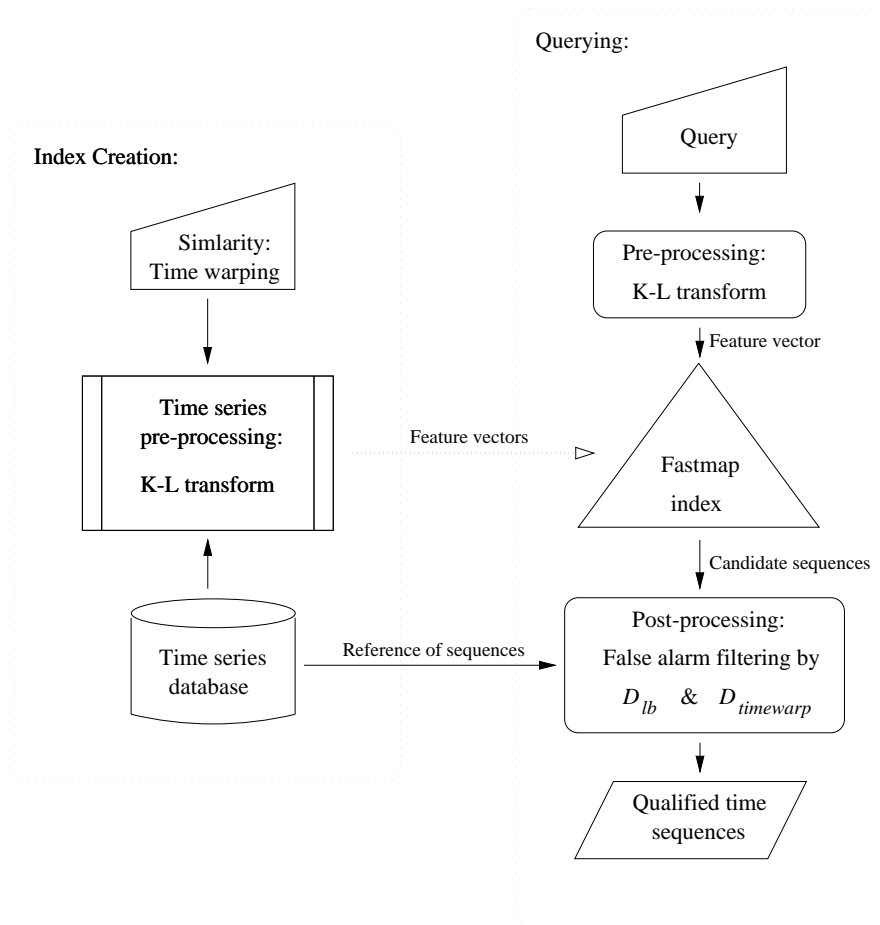 Index Creation:
Simlarity:
Time warping
Time series
pre-processing:
K-L transform
Time series
database
Feature vectors
Reference of sequences
Querying:
Query
Pre-processing:
K-L transform
Feature vector
Fastmap
index
Candidate sequences
Post-processing:
False alarm filtering by
D_lb & D_timewarp
Qualified time
sequences